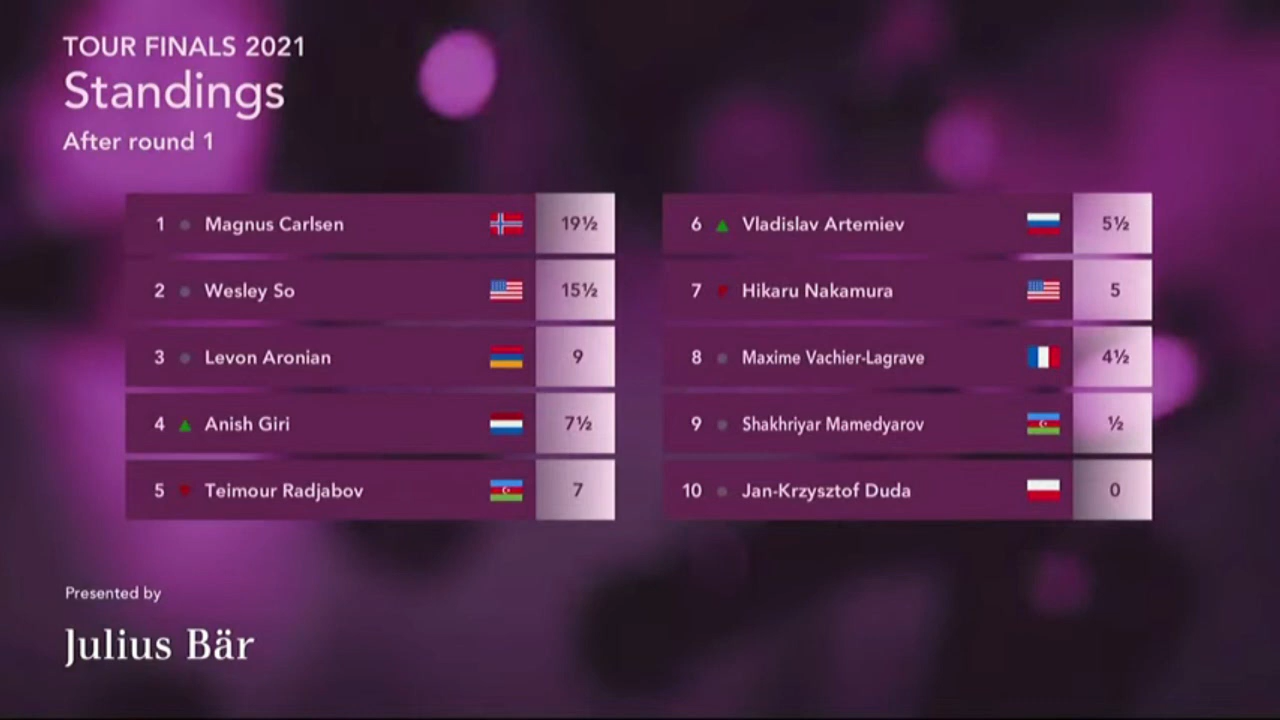 TOUR FINALS 2021
Standings
After round 1
1 Magnus Carlsen 19½
2 Wesley So 15½
3 Levon Aronian 9
4 Anish Giri 7½
5 Teimour Radjabov 7
6 Vladislav Artemiev 5½
7 Hikaru Nakamura 5
8 Maxime Vachier-Lagrave 4½
9 Shakhriyar Mamedyarov ½
10 Jan-Krzysztof Duda 0
Presented by
Julius Bär